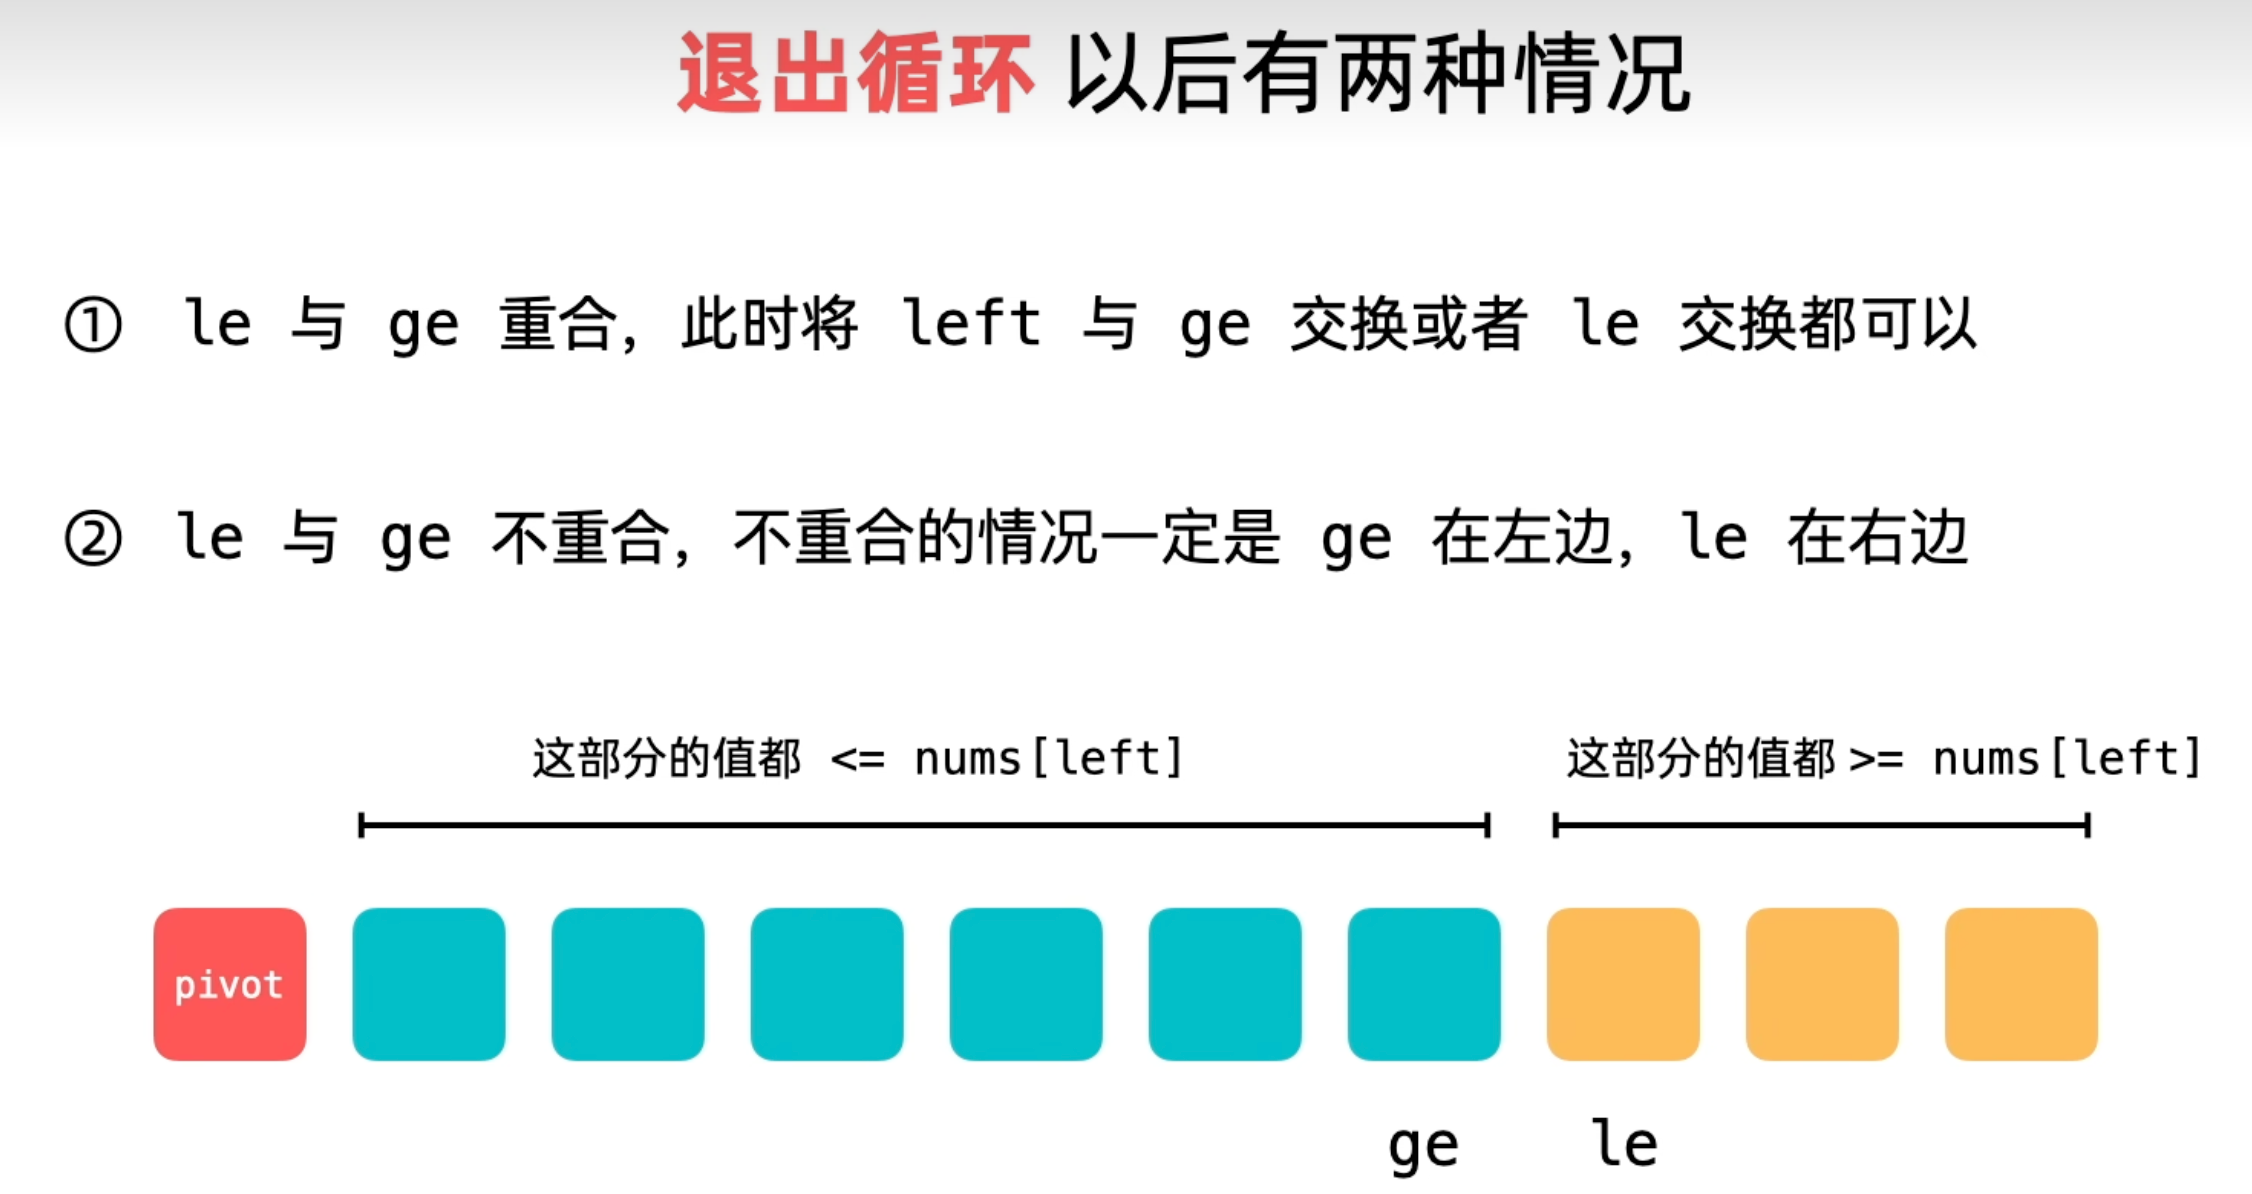 退出循环 以后有两种情况
① le 与 ge 重合，此时将 left 与 ge 交换或者 le 交换都可以
② le 与 ge 不重合，不重合的情况一定是 ge 在左边，le 在右边
这部分的值都 <= nums[left] 这部分的值都 >= nums[left]
pivot
ge le